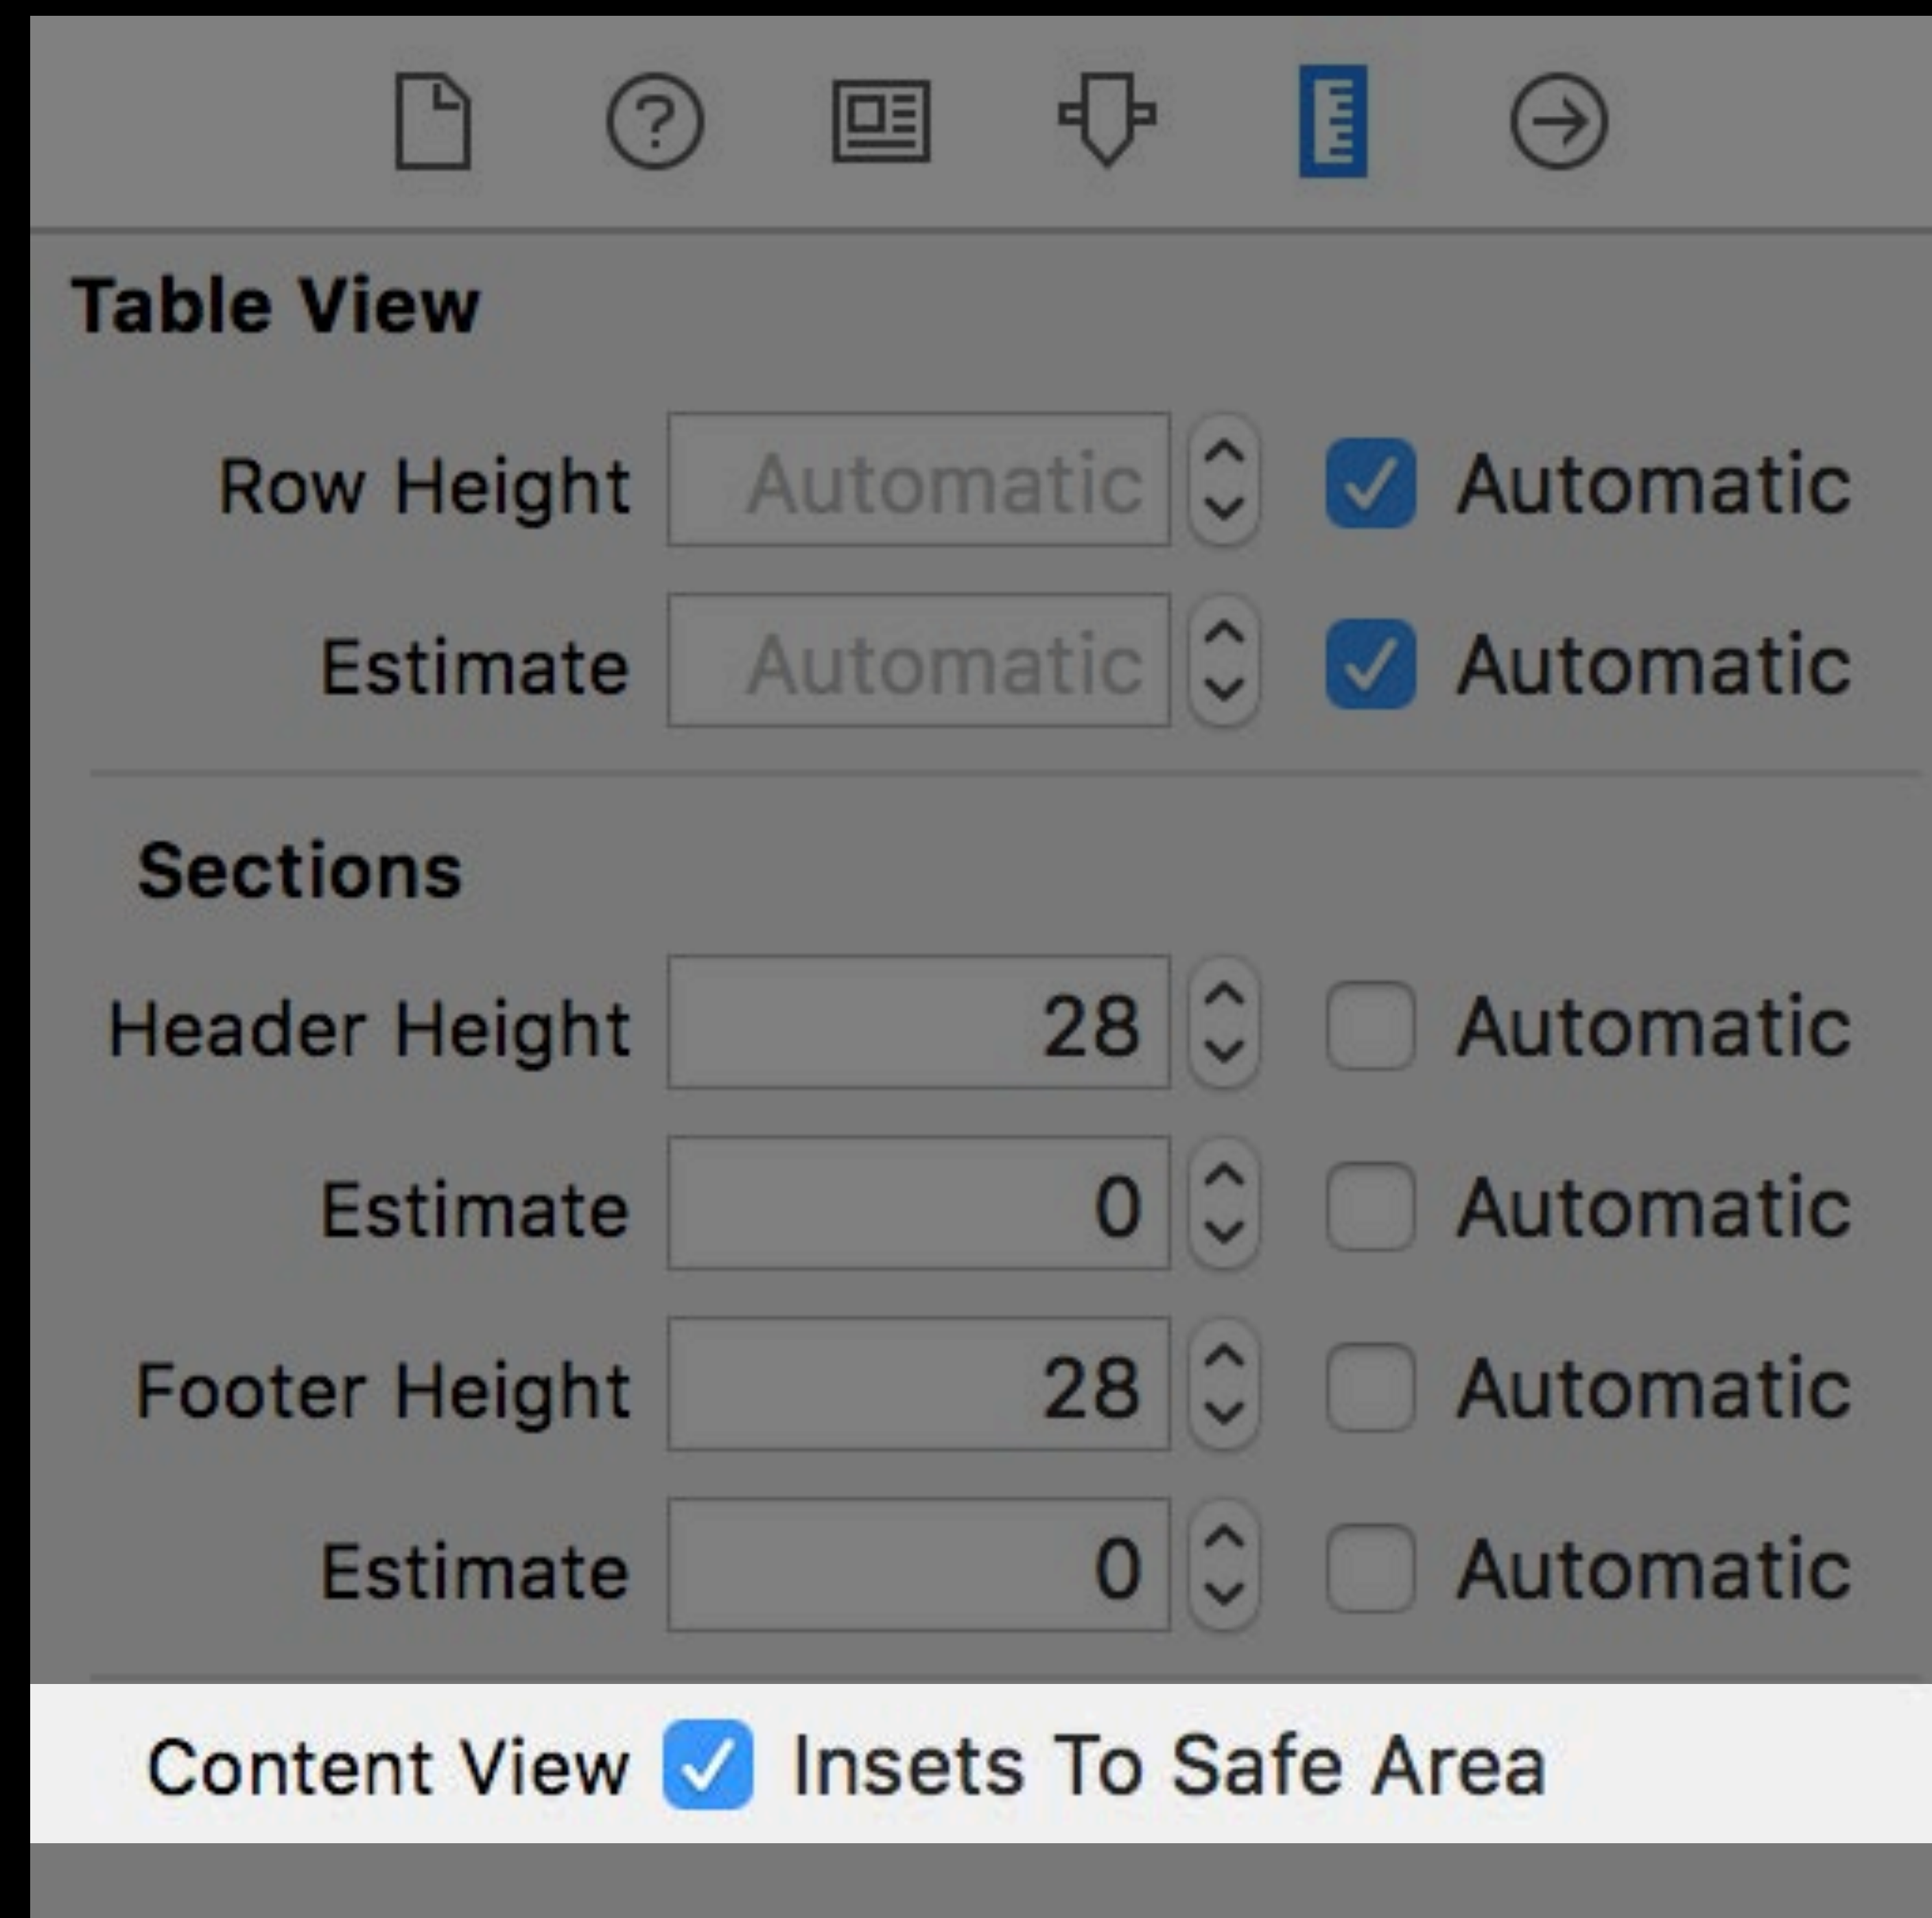 Table View
Row Height Automatic Automatic
Estimate Automatic Automatic
Sections
Header Height 28 Automatic
Estimate 0 Automatic
Footer Height 28 Automatic
Estimate 0 Automatic
Content View Insets To Safe Area